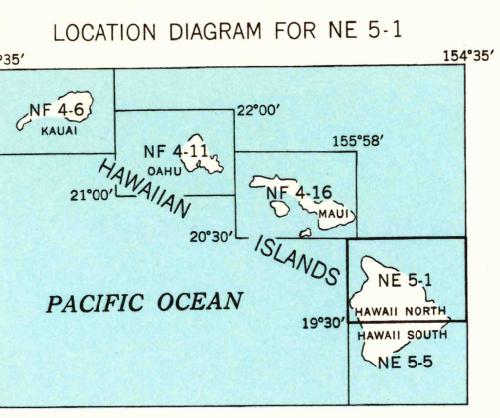 LOCATION DIAGRAM FOR NE 5-1
°35'
154°35'
NF 4-6
KAUAI
22°00'
NF 4-11
OAHU
155°58'
HAWAIIAN
21°00'
NF 4-16
MAUI
20°30'
ISLANDS
NE 5-1
PACIFIC OCEAN
HAWAII NORTH
19°30'
HAWAII SOUTH
NE 5-5